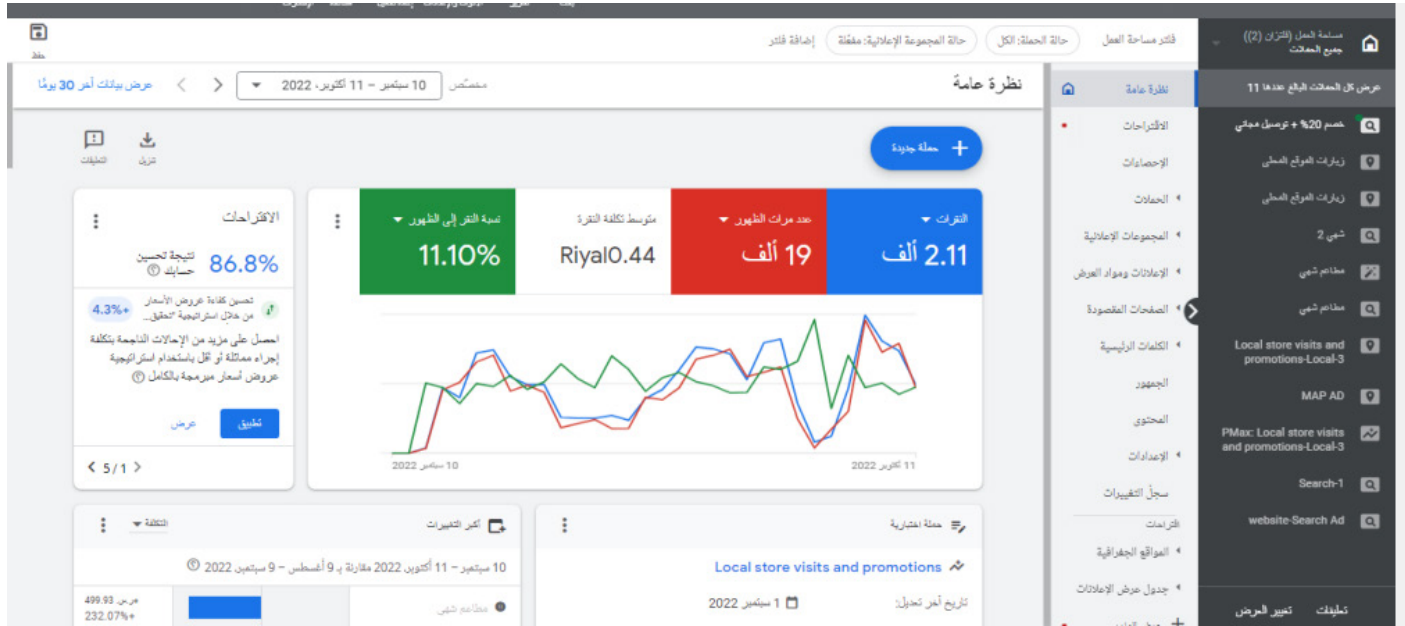 مساحة العمل (فلتران (2))
جميع الحملات
فلتر مساحة العمل
حالة الحملة: الكل
حالة المجموعة الإعلانية: مفعّلة
إضافة فلتر
حفظ
عرض كل الحملات البالغ عددها 11
خصم 20% + توصيل مجاني
زيارات الموقع المحلي
زيارات الموقع المحلي
شهي 2
مطاعم شهي
مطاعم شهي
Local store visits and
promotions-Local-3
MAP AD
PMax: Local store visits
and promotions-Local-3
Search-1
website-Search Ad
تعليقات
تغيير العرض
نظرة عامة
الاقتراحات
الإحصاءات
الحملات
المجموعات الإعلانية
الإعلانات ومواد العرض
الصفحات المقصودة
الكلمات الرئيسية
الجمهور
المحتوى
الإعدادات
سجلّ التغييرات
اقتراحات
المواقع الجغرافية
جدول عرض الإعلانات
نظرة عامة
مخصّص
10 سبتمبر – 11 أكتوبر، 2022
عرض بيانات آخر 30 يومًا
حملة جديدة
تنزيل
التعليقات
النقرات
2.11 ألف
عدد مرات الظهور
19 ألف
متوسط تكلفة النقرة
Riyal0.44
نسبة النقر إلى الظهور
11.10%
10 سبتمبر 2022
11 أكتوبر 2022
الاقتراحات
86.8%
نتيجة تحسين
حسابك
تحسين كفاءة عروض الأسعار
من خلال استراتيجية "تحقيق...
+4.3%
احصل على مزيد من الإحالات الناجحة بتكلفة
إجراء مماثلة أو أقل باستخدام استراتيجية
عروض أسعار مبرمجة بالكامل
تطبيق
عرض
5/1
حملة اختبارية
Local store visits and promotions
تاريخ آخر تعديل:
1 سبتمبر 2022
أكبر التغييرات
التكلفة
10 سبتمبر – 11 أكتوبر، 2022 مقارنة بـ 9 أغسطس – 9 سبتمبر، 2022
مطاعم شهي
ر.س. 499.93
+232.07%